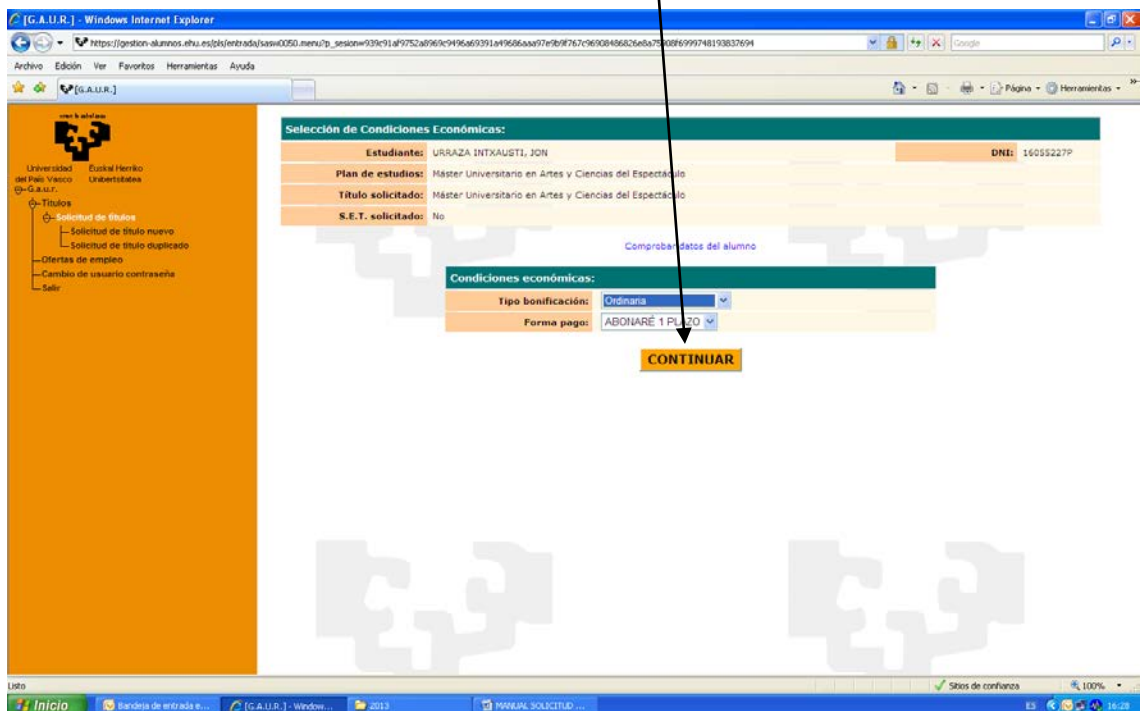 [G.A.U.R.] - Windows Internet Explorer
Google
Archivo Edición Ver Favoritos Herramientas Ayuda
[G.A.U.R.]
Página Herramientas
Universidad del País Vasco
Euskal Herriko Unibertsitatea
G.a.u.r.
Títulos
Solicitud de títulos
Solicitud de título nuevo
Solicitud de título duplicado
Ofertas de empleo
Cambio de usuario contraseña
Salir
Selección de Condiciones Económicas:
Estudiante: URRAZA INTXAUSTI, JON DNI: 16055227P
Plan de estudios: Máster Universitario en Artes y Ciencias del Espectáculo
Título solicitado: Máster Universitario en Artes y Ciencias del Espectáculo
S.E.T. solicitado: No
Comprobar datos del alumno
Condiciones económicas:
Tipo bonificación: Ordinaria
Forma pago: ABONARÉ 1 PLAZO
CONTINUAR
Listo Sitios de confianza 100%
Inicio Bandeja de entrada e... [G.A.U.R.] - Window... 2013 MANUAL SOLICITUD ... ES 16:28